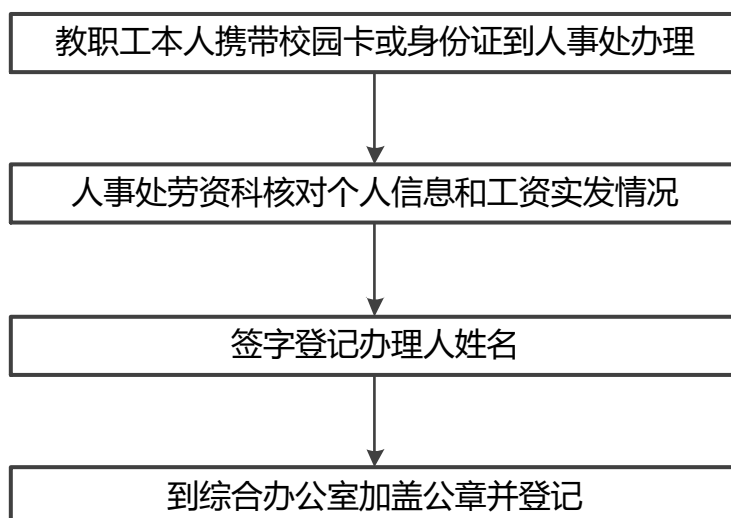 教职工本人携带校园卡或身份证到人事处办理
人事处劳资科核对个人信息和工资实发情况
签字登记办理人姓名
到综合办公室加盖公章并登记